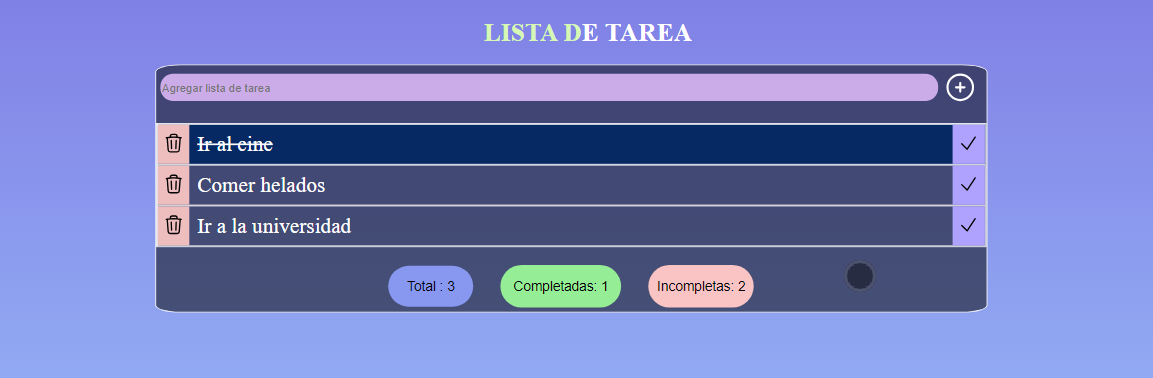 LISTA DE TAREA
Agregar lista de tarea
Ir al cine
Comer helados
Ir a la universidad
Total : 3 Completadas: 1 Incompletas: 2